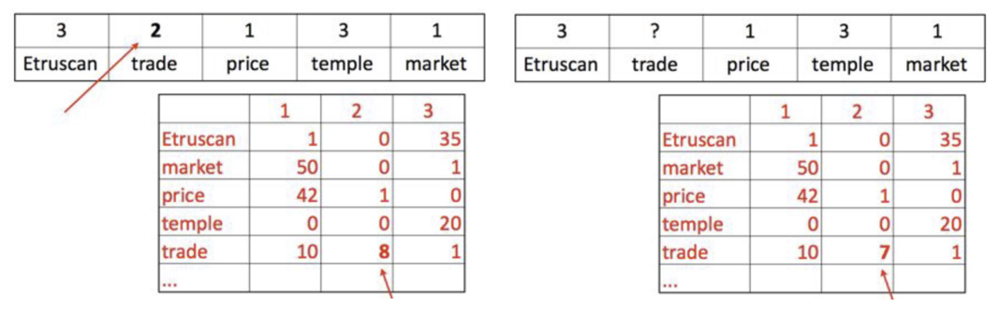 3 2 1 3 1
Etruscan trade price temple market
1 2 3
Etruscan 1 0 35
market 50 0 1
price 42 1 0
temple 0 0 20
trade 10 8 1
...
3 ? 1 3 1
Etruscan trade price temple market
1 2 3
Etruscan 1 0 35
market 50 0 1
price 42 1 0
temple 0 0 20
trade 10 7 1
...